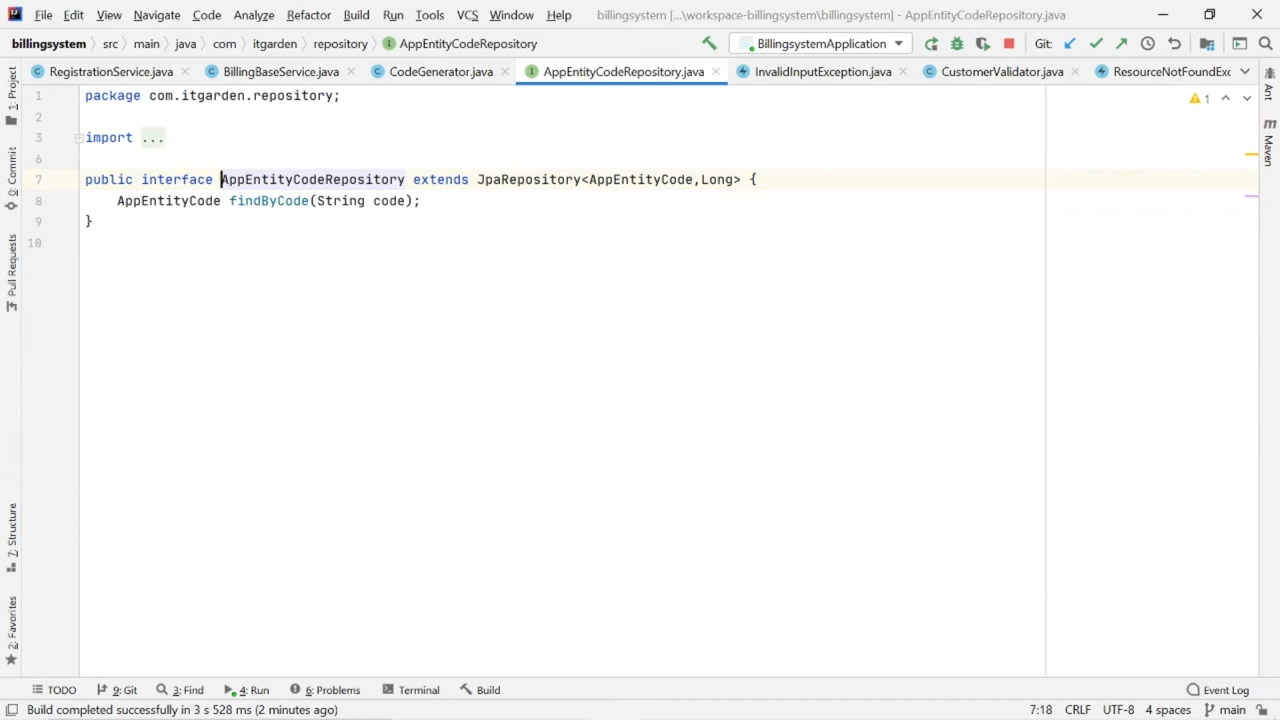 File Edit View Navigate Code Analyze Refactor Build Run Tools VCS Window Help billingsystem [...\workspace-billingsystem\billingsystem] - AppEntityCodeRepository.java
billingsystem src main java com itgarden repository AppEntityCodeRepository BillingsystemApplication Git:
RegistrationService.java BillingBaseService.java CodeGenerator.java AppEntityCodeRepository.java InvalidInputException.java CustomerValidator.java ResourceNotFoundExc
1: Project
0: Commit
Pull Requests
7: Structure
2: Favorites
1 package com.itgarden.repository;
2
3 import ...
6
7 public interface AppEntityCodeRepository extends JpaRepository<AppEntityCode,Long> {
8 AppEntityCode findByCode(String code);
9 }
10
1
Ant
m
Maven
TODO 9: Git 3: Find 4: Run 6: Problems Terminal Build Event Log
Build completed successfully in 3 s 528 ms (2 minutes ago) 7:18 CRLF UTF-8 4 spaces main